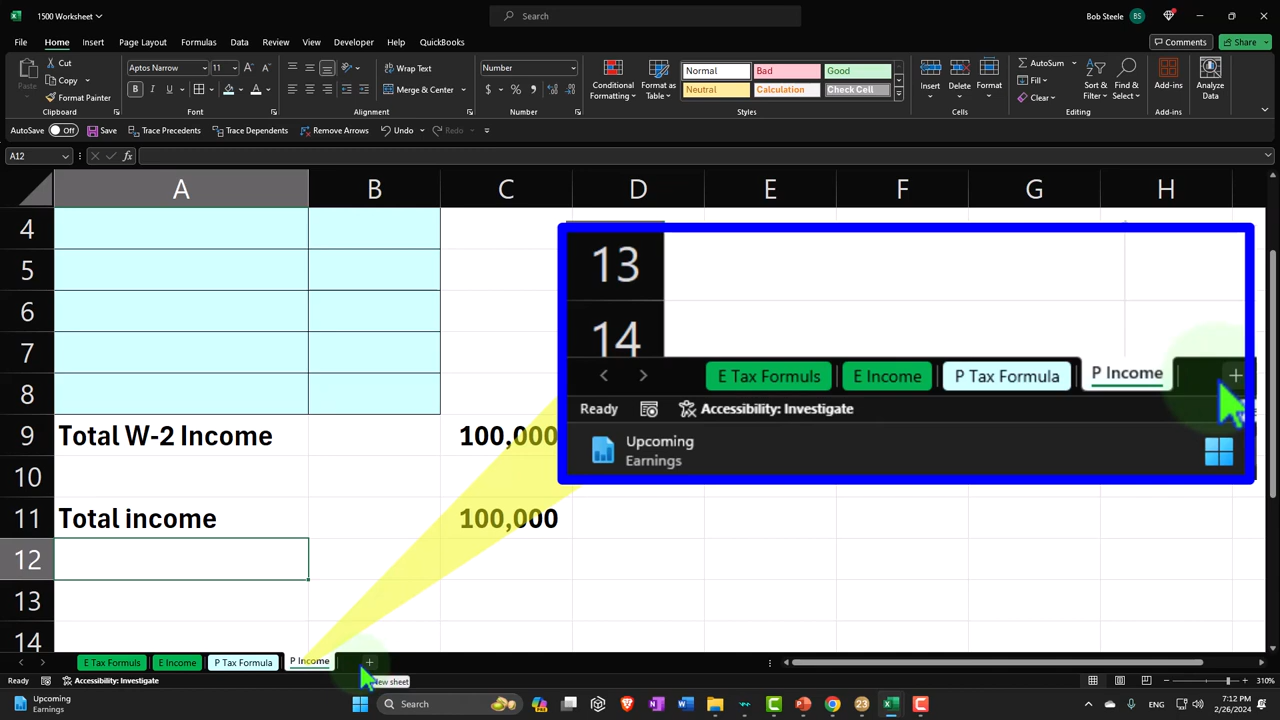 1500 Worksheet
Search
Bob Steele BS
File Home Insert Page Layout Formulas Data Review View Developer Help QuickBooks
Comments Share
Cut
Copy
Paste
Format Painter
Clipboard
Aptos Narrow 11
B I U
Font
Wrap Text
Merge & Center
Alignment
Number
$ % ,
Number
Conditional Formatting
Format as Table
Normal Bad Good
Neutral Calculation Check Cell
Styles
Insert Delete Format
Cells
AutoSum
Fill
Clear
Sort & Filter
Find & Select
Editing
Add-ins
Add-ins
Analyze Data
AutoSave Off Save Trace Precedents Trace Dependents Remove Arrows Undo Redo
A12 fx
A B C D E F G H
4
5
6
7
8
9 Total W-2 Income 100,000
10
11 Total income 100,000
12
13
14
13
14
E Tax Formuls E Income P Tax Formula P Income
Ready Accessibility: Investigate
Upcoming
Earnings
E Tax Formuls E Income P Tax Formula P Income
New sheet
Ready Accessibility: Investigate 310%
Upcoming
Earnings
Search
23
7:12 PM
2/26/2024